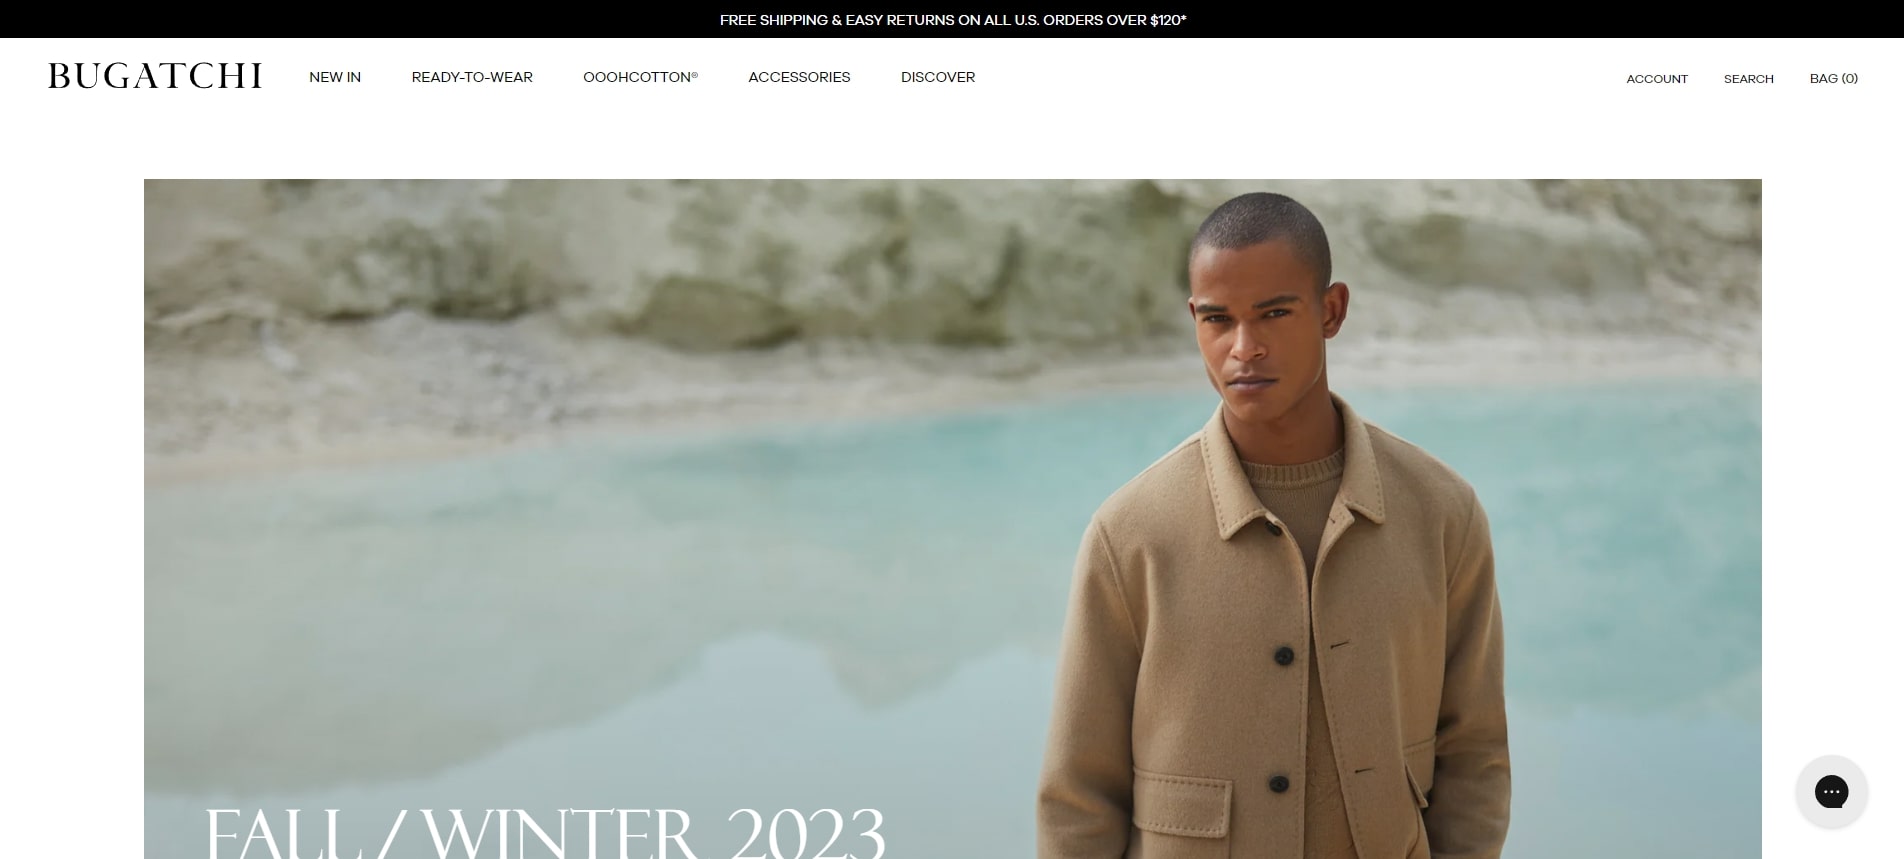 FREE SHIPPING & EASY RETURNS ON ALL U.S. ORDERS OVER $120*
BUGATCHI
NEW IN
READY-TO-WEAR
OOOHCOTTON®
ACCESSORIES
DISCOVER
ACCOUNT
SEARCH
BAG (0)
FALL / WINTER 2023